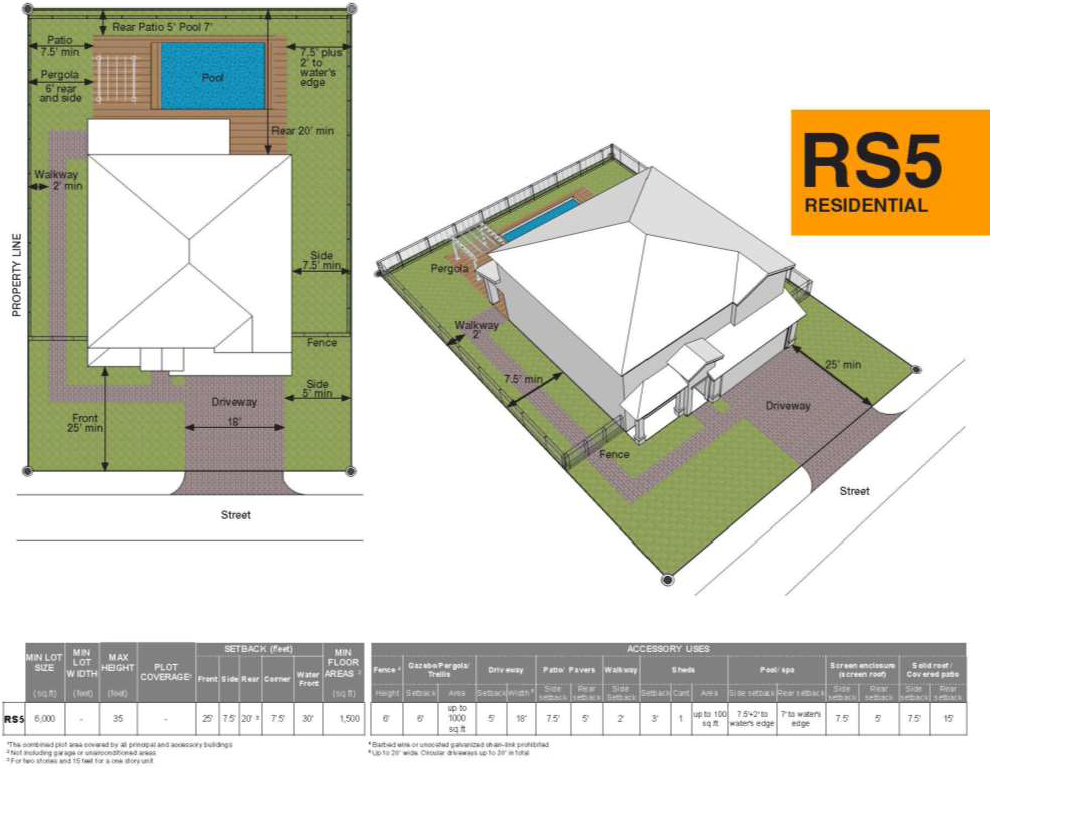 Rear Patio 5' Pool 7'
Patio
7.5' min
Pergola
6' rear
and side
Pool
7.5' plus
2' to
water's
edge
Rear 20' min
Walkway
2' min
PROPERTY LINE
Side
7.5' min
Fence
Side
5' min
Driveway
18'
Front
25' min
Street
RS5
RESIDENTIAL
Pergola
Walkway
2'
7.5' min
25' min
Driveway
Fence
Street
MIN LOT SIZE (sq.ft) MIN LOT WIDTH (feet) MAX HEIGHT (feet) PLOT COVERAGE¹ SETBACK (feet) Front Side Rear Corner Water Front MIN FLOOR AREAS ² (sq.ft)
RS5 6,000 - 35 - 25' 7.5' 20' ³ 7.5' 30' 1,500
ACCESSORY USES
Fence ⁴ Gazebo/Pergola/Trellis Driveway Patio/ Pavers Walkway Sheds Pool/ spa Screen enclosure (screen roof) Solid roof/ Covered patio
Height Setback Area Setback Width ⁵ Side setback Rear setback Side Setback Setback Cant. Area Side setback Rear setback Side setback Rear setback Side setback Rear setback
6' 6' up to 1000 sq.ft 5' 18' 7.5' 5' 2' 3' 1 up to 100 sq.ft 7.5'+2' to water's edge 7' to water's edge 7.5' 5' 7.5' 15'
¹The combined plot area covered by all principal and accessory buildings
² Not including garage or unairconditioned areas
³ For two stories and 15 feet for a one story unit
⁴ Barbed wire or uncoated galvanized chain-link prohibited
⁵ Up to 20' wide. Circular driveways up to 30' in total